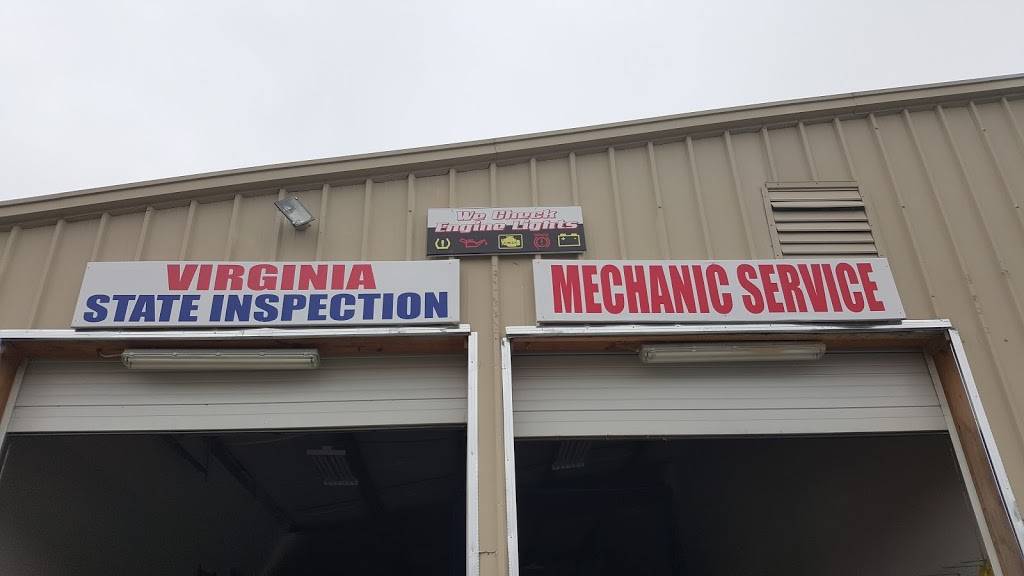 We Check
Engine Lights
VIRGINIA
STATE INSPECTION
MECHANIC SERVICE